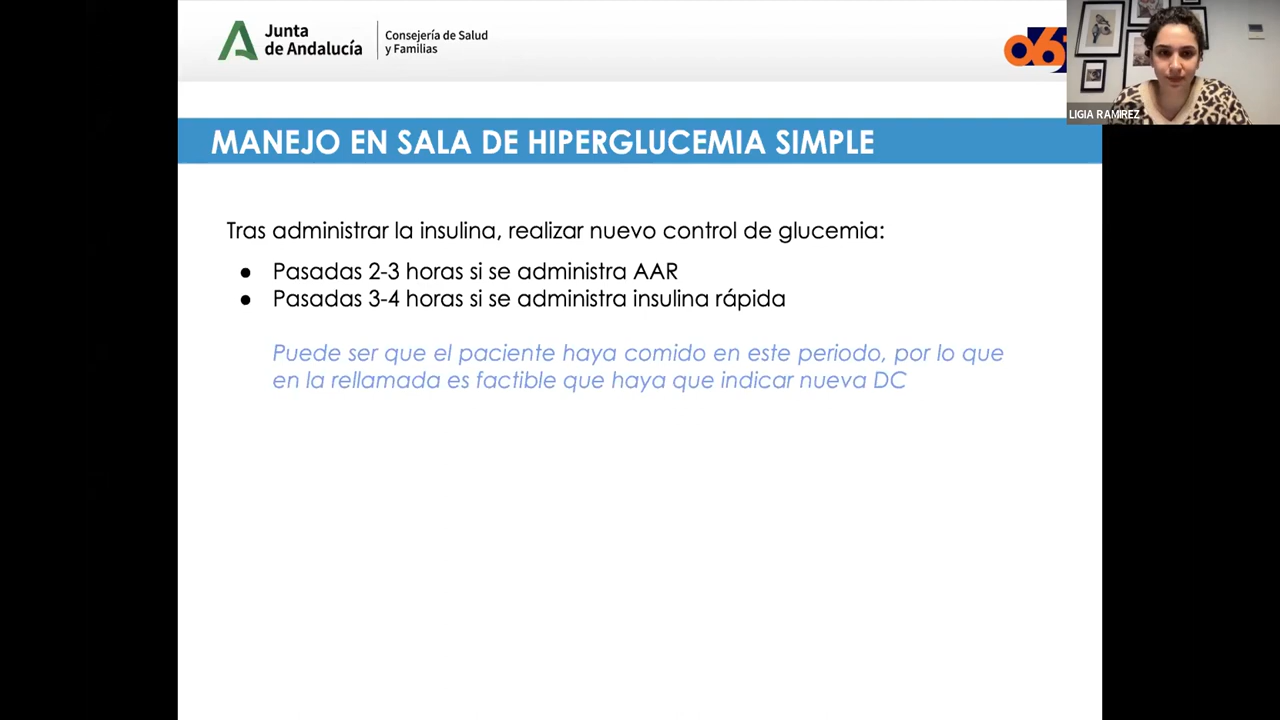 Junta
de Andalucía
Consejería de Salud
y Familias
061
LIGIA RAMIREZ
MANEJO EN SALA DE HIPERGLUCEMIA SIMPLE
Tras administrar la insulina, realizar nuevo control de glucemia:
● Pasadas 2-3 horas si se administra AAR
● Pasadas 3-4 horas si se administra insulina rápida
Puede ser que el paciente haya comido en este periodo, por lo que
en la rellamada es factible que haya que indicar nueva DC